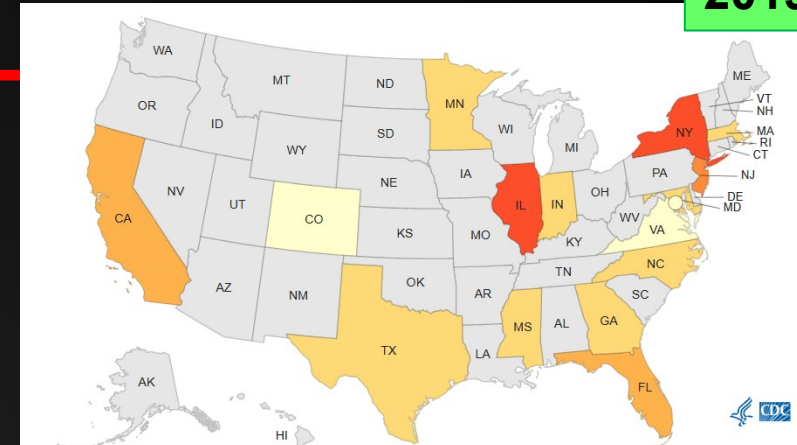 WA
MT
ND
MN
ME
VT
NH
OR
ID
SD
WI
MI
NY
MA
RI
CT
WY
IA
PA
NJ
NV
NE
IL
IN
OH
DE
MD
UT
CO
CA
KS
MO
KY
WV
VA
AZ
NM
OK
AR
TN
NC
SC
MS
AL
GA
TX
LA
FL
AK
HI
CDC